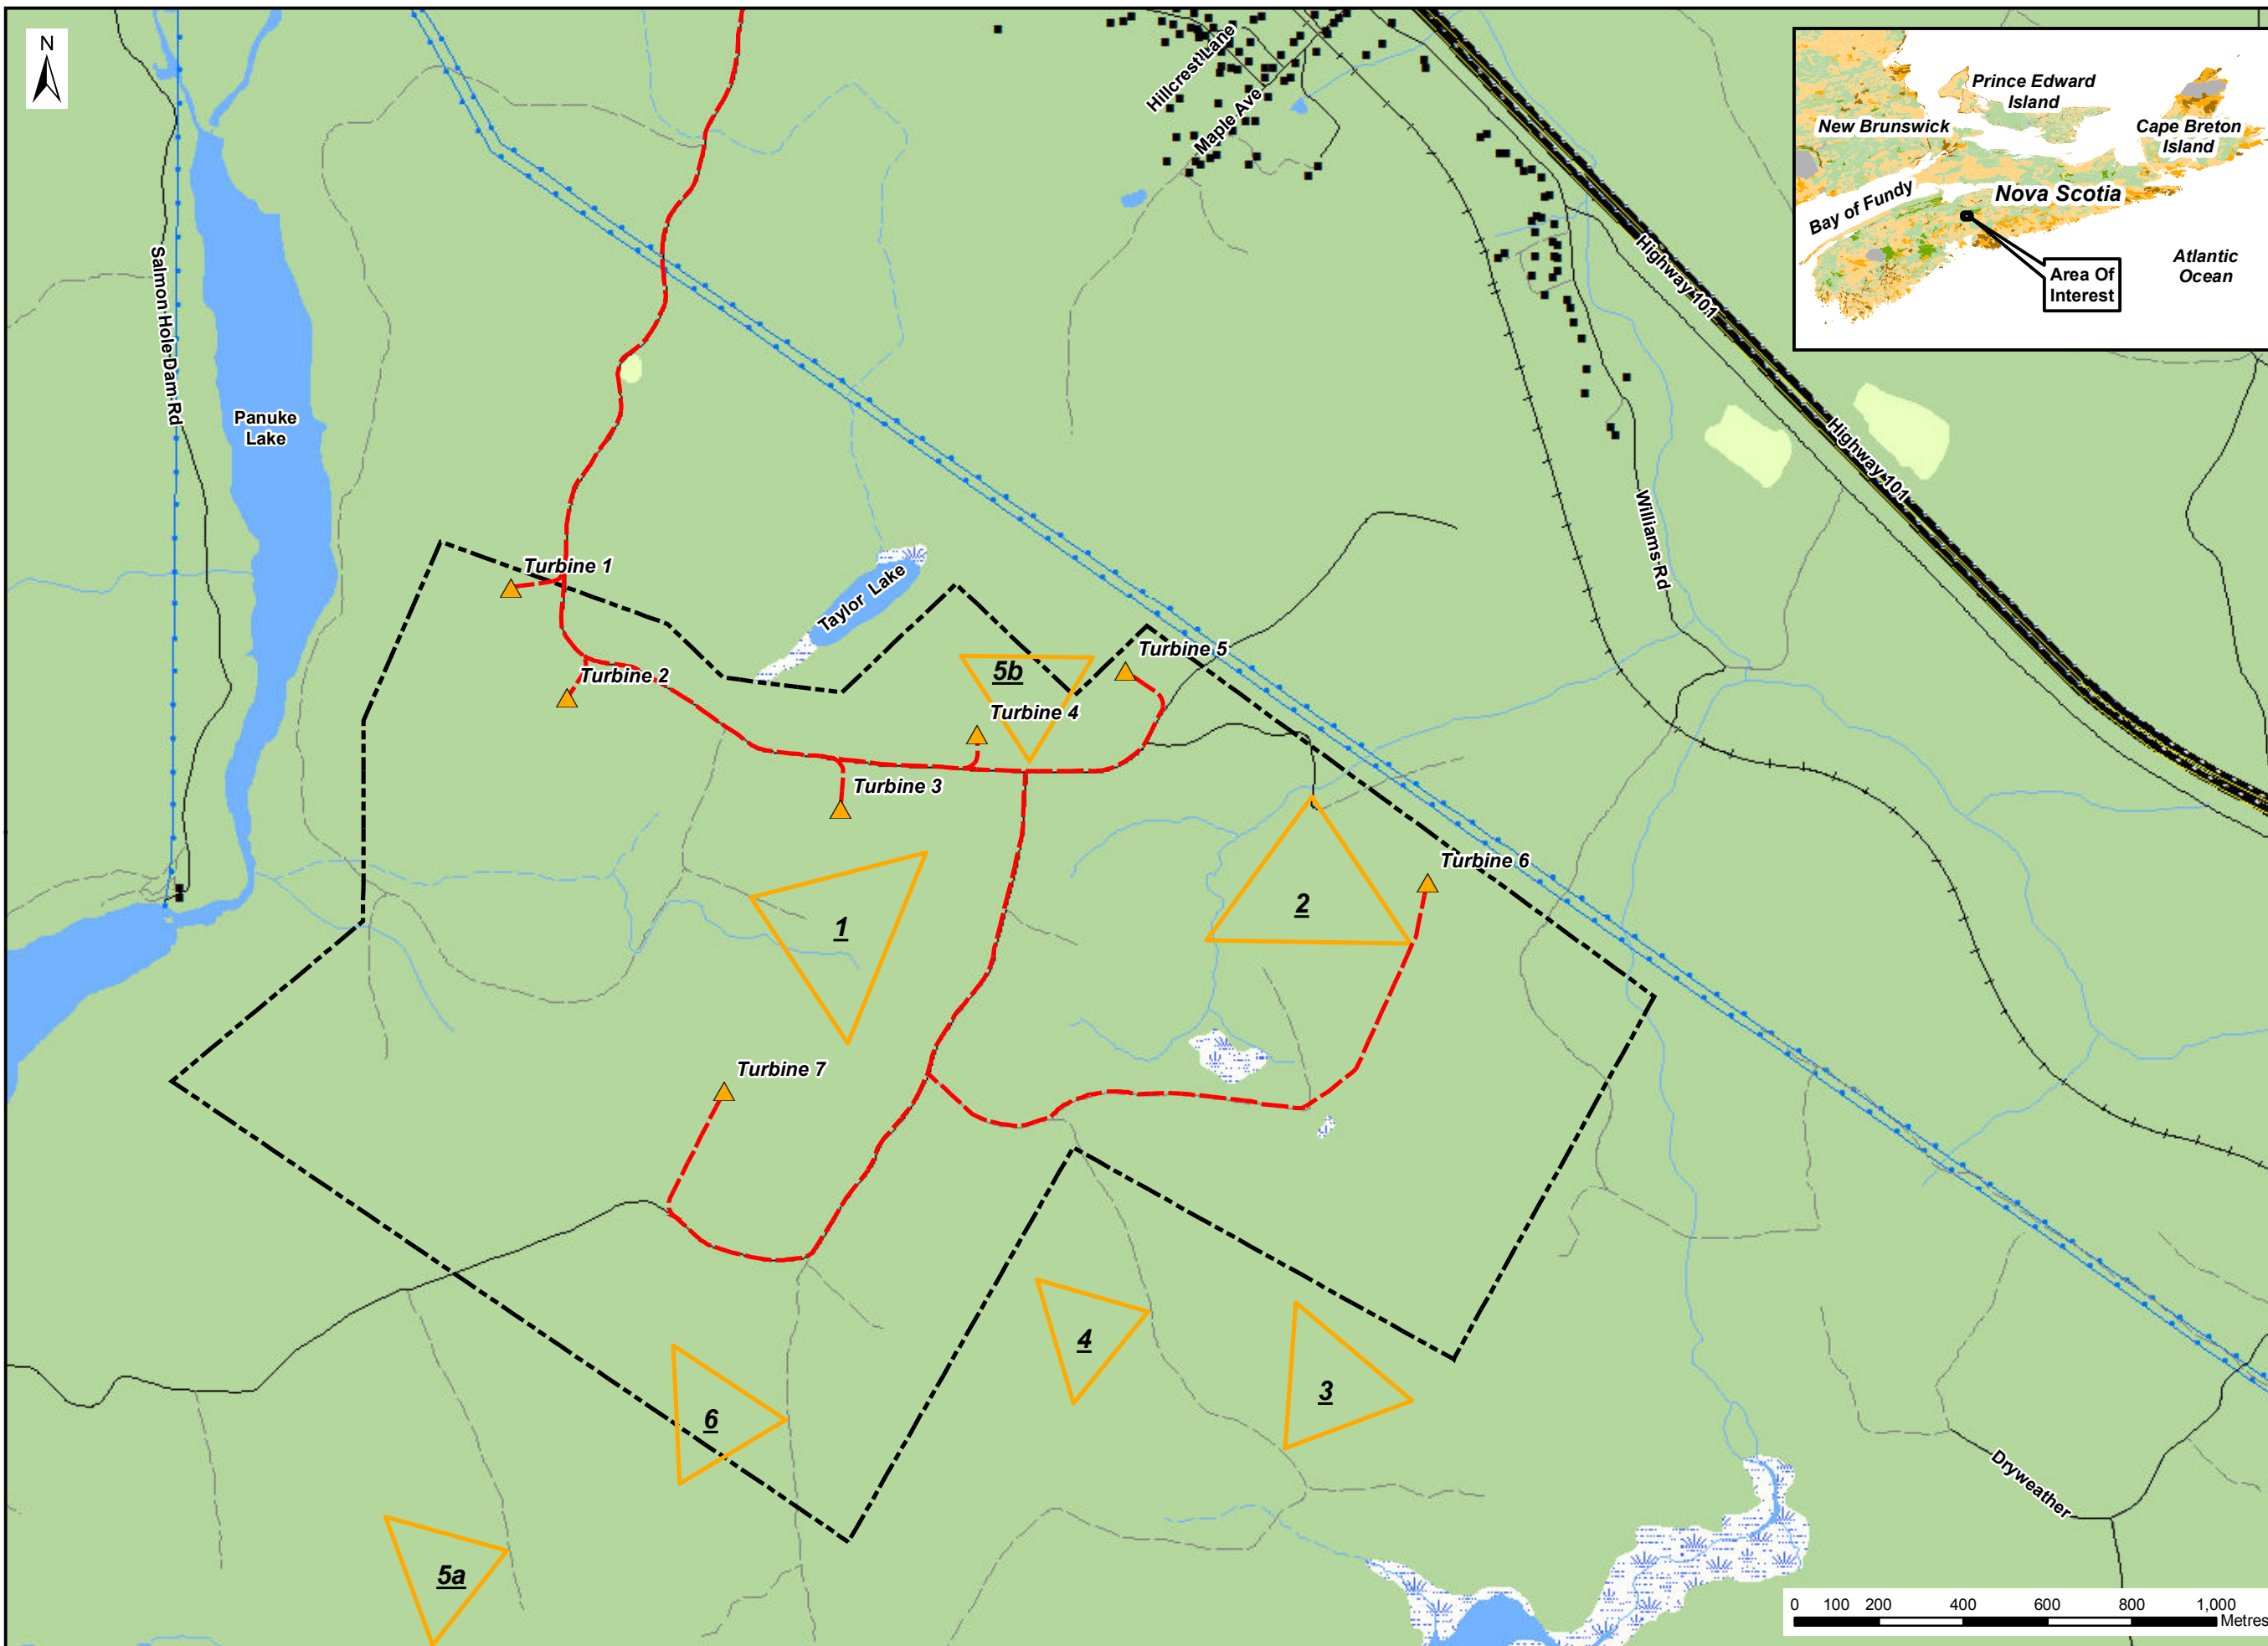 N
Hillcrest Lane
Maple Ave
Prince Edward
Island
New Brunswick
Cape Breton
Island
Nova Scotia
Bay of Fundy
Atlantic
Ocean
Area Of
Interest
Salmon Hole Dam Rd
Panuke
Lake
Highway 101
Highway 101
Williams Rd
Turbine 1
Taylor Lake
Turbine 2
5b
Turbine 5
Turbine 4
Turbine 3
Turbine 6
1
2
Turbine 7
4
3
6
5a
Dryweather
0 100 200 400 600 800 1,000
Metres